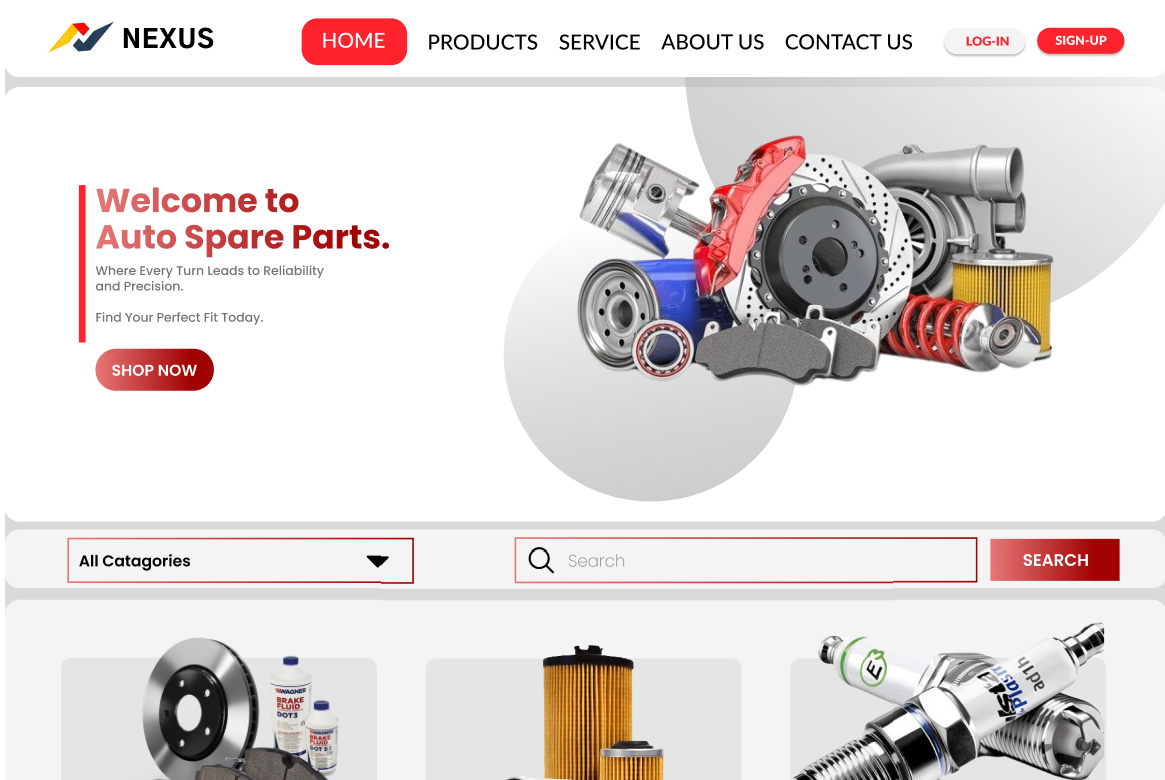 NEXUS
HOME PRODUCTS SERVICE ABOUT US CONTACT US LOG-IN SIGN-UP
Welcome to
Auto Spare Parts.
Where Every Turn Leads to Reliability
and Precision.
Find Your Perfect Fit Today.
SHOP NOW
All Catagories
Search
SEARCH
WAGNER
BRAKE
FLUID
DOT3
WAGNER
BRAKE
FLUID
DOT 5.1
E3